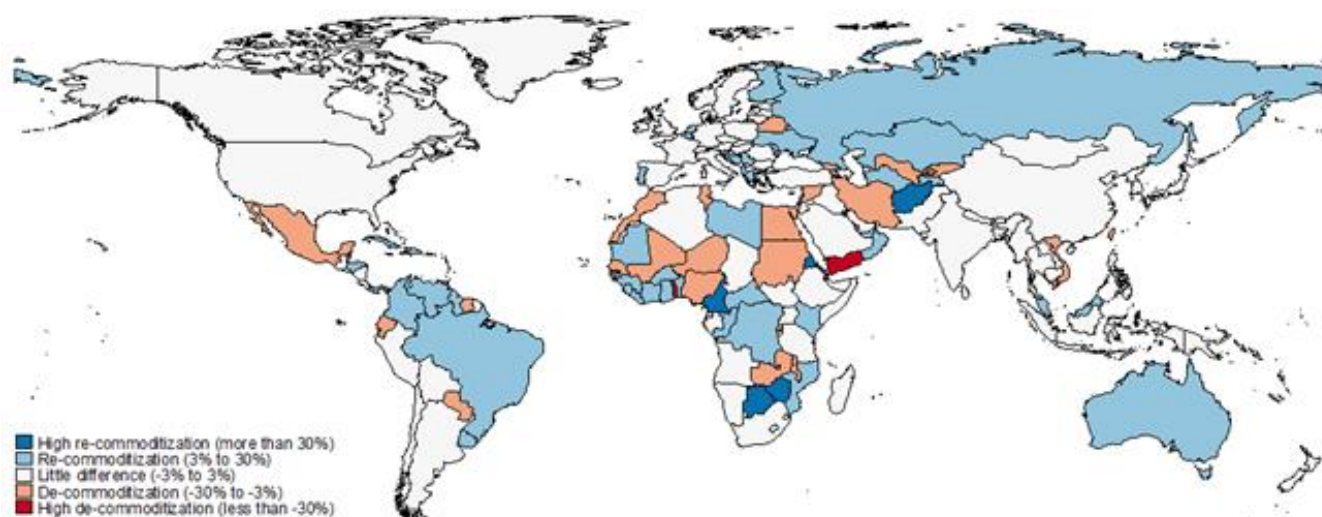 High re-commoditization (more than 30%)
Re-commoditization (3% to 30%)
Little difference (-3% to 3%)
De-commoditization (-30% to -3%)
High de-commoditization (less than -30%)